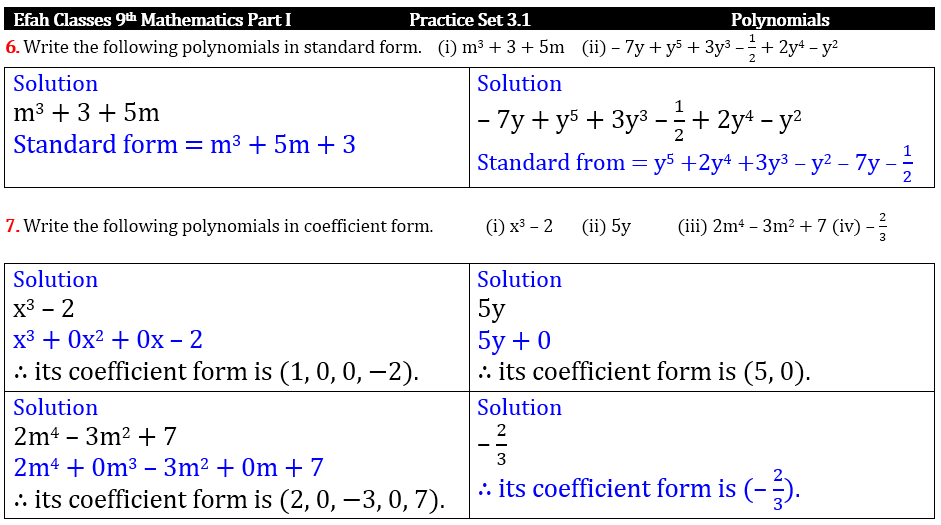 Efah Classes 9th Mathematics Part I Practice Set 3.1 Polynomials
6. Write the following polynomials in standard form. (i) m³ + 3 + 5m (ii) – 7y + y⁵ + 3y³ – 1/2 + 2y⁴ – y²
Solution
m³ + 3 + 5m
Standard form = m³ + 5m + 3
Solution
– 7y + y⁵ + 3y³ – 1/2 + 2y⁴ – y²
Standard from = y⁵ +2y⁴ +3y³ – y² – 7y – 1/2
7. Write the following polynomials in coefficient form. (i) x³ – 2 (ii) 5y (iii) 2m⁴ – 3m² + 7 (iv) – 2/3
Solution
x³ – 2
x³ + 0x² + 0x – 2
∴ its coefficient form is (1, 0, 0, −2).
Solution
5y
5y + 0
∴ its coefficient form is (5, 0).
Solution
2m⁴ – 3m² + 7
2m⁴ + 0m³ – 3m² + 0m + 7
∴ its coefficient form is (2, 0, −3, 0, 7).
Solution
– 2/3
∴ its coefficient form is (– 2/3).